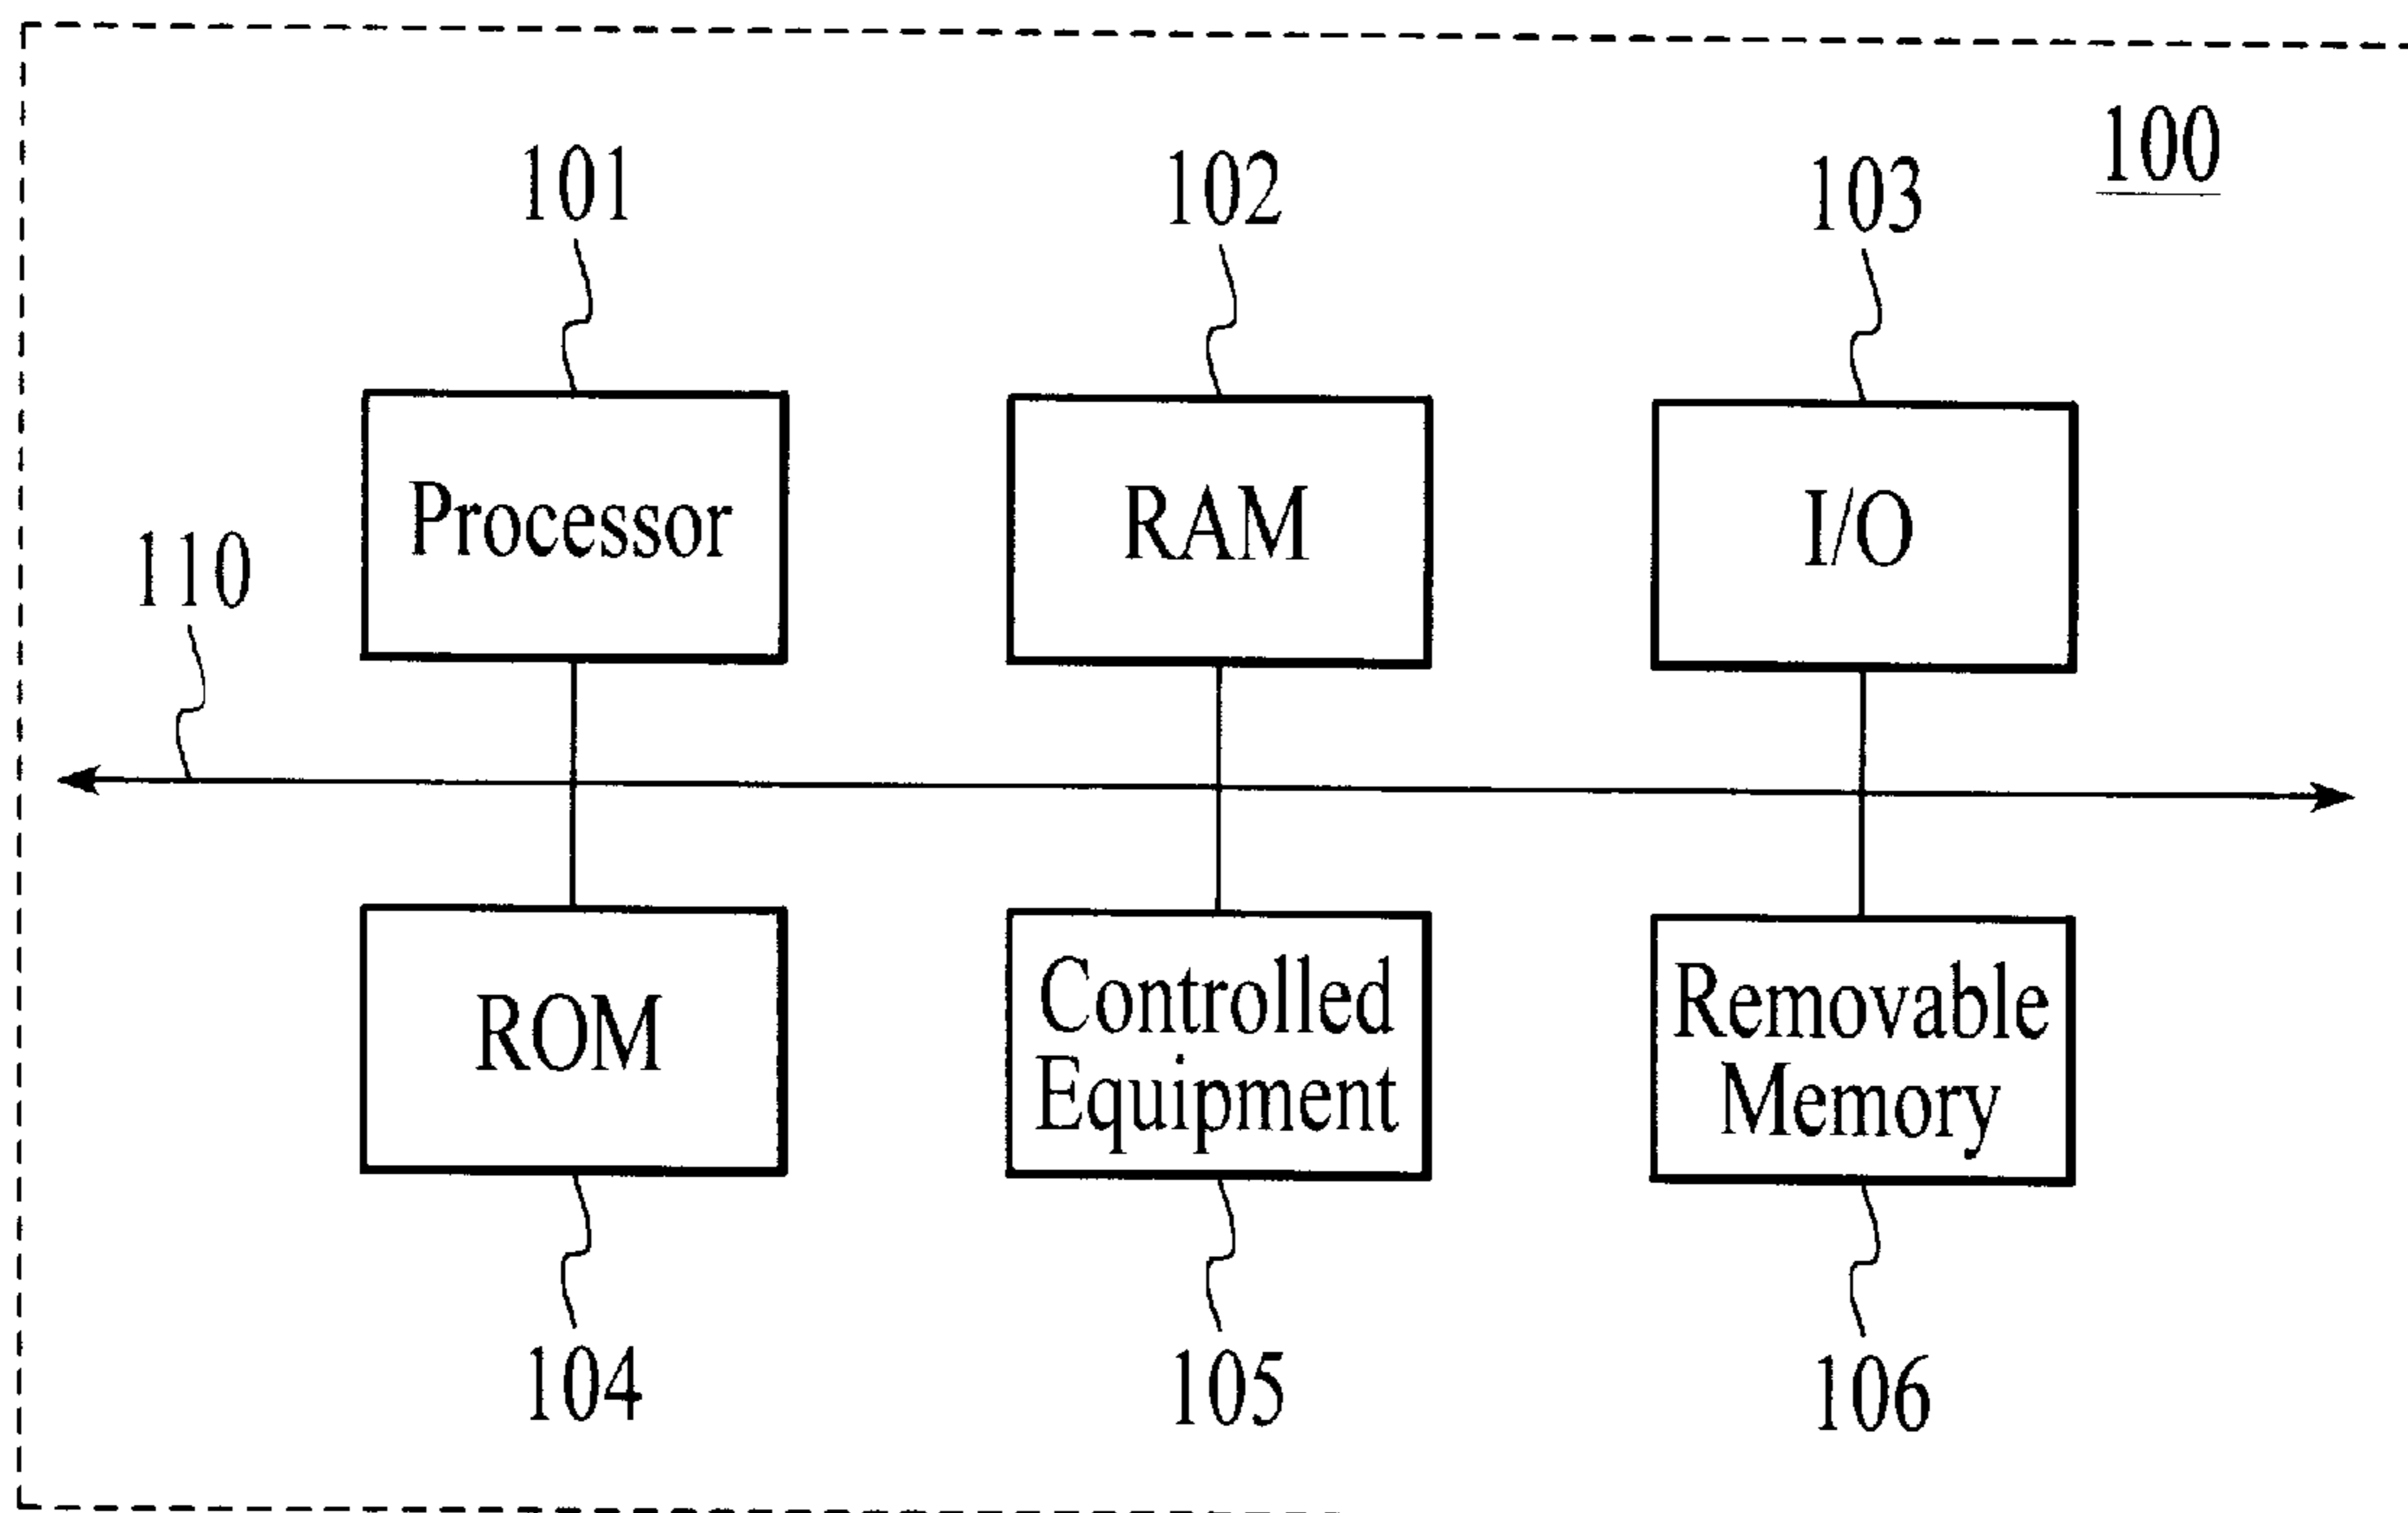 100
101
102
103
Processor
RAM
I/O
110
ROM
Controlled
Equipment
Removable
Memory
104
105
106